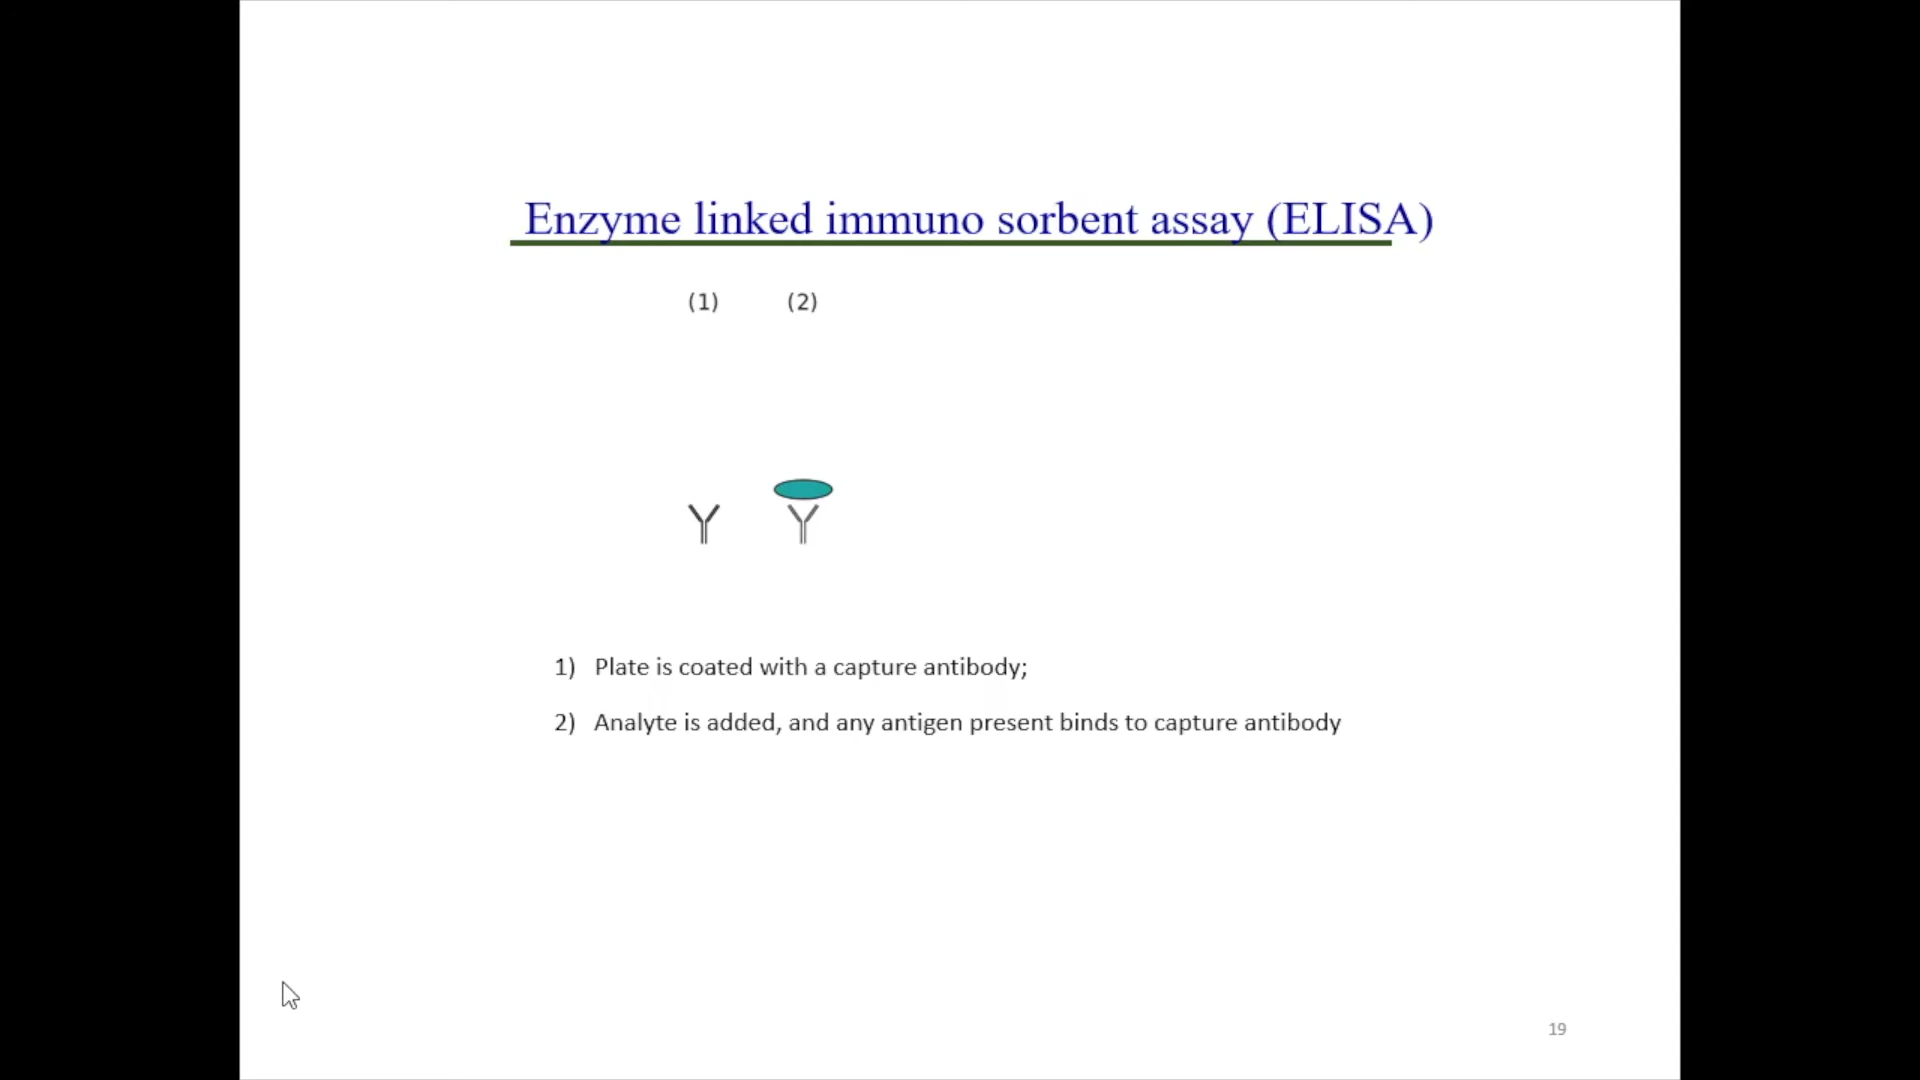 Enzyme linked immuno sorbent assay (ELISA)
(1) (2)
1) Plate is coated with a capture antibody;
2) Analyte is added, and any antigen present binds to capture antibody
19